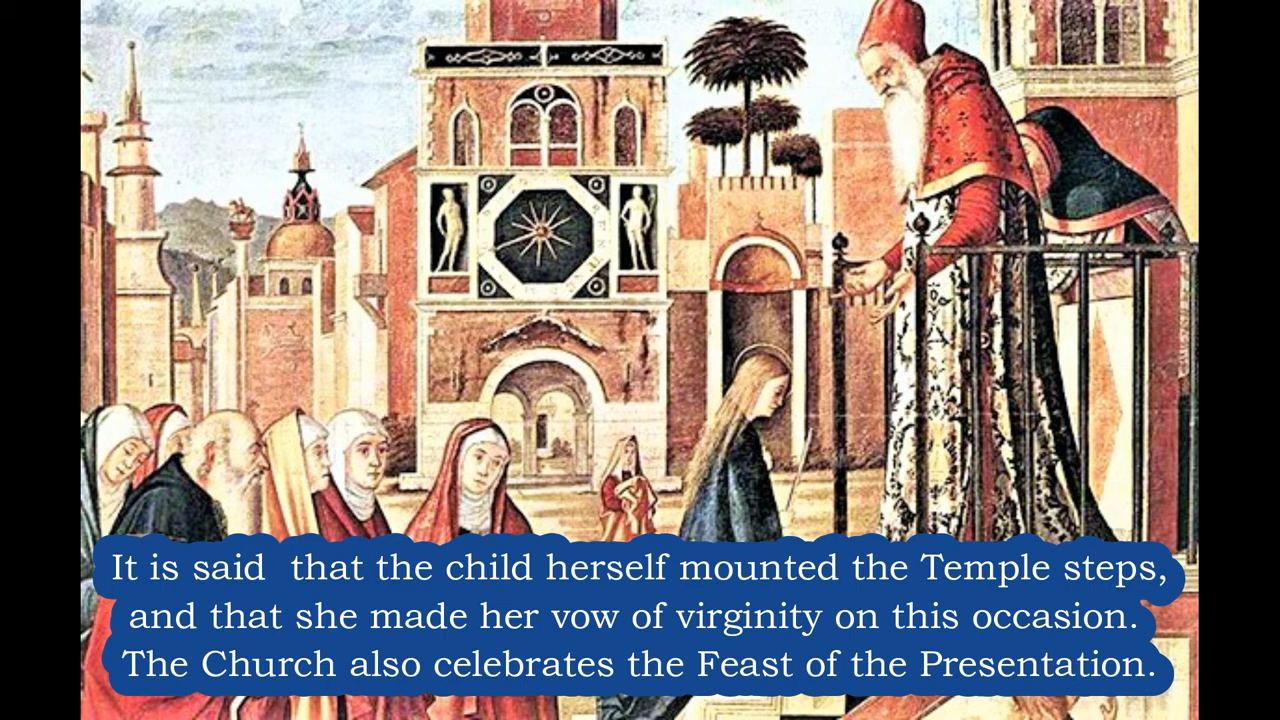 It is said  that the child herself mounted the Temple steps,
and that she made her vow of virginity on this occasion.
The Church also celebrates the Feast of the Presentation.